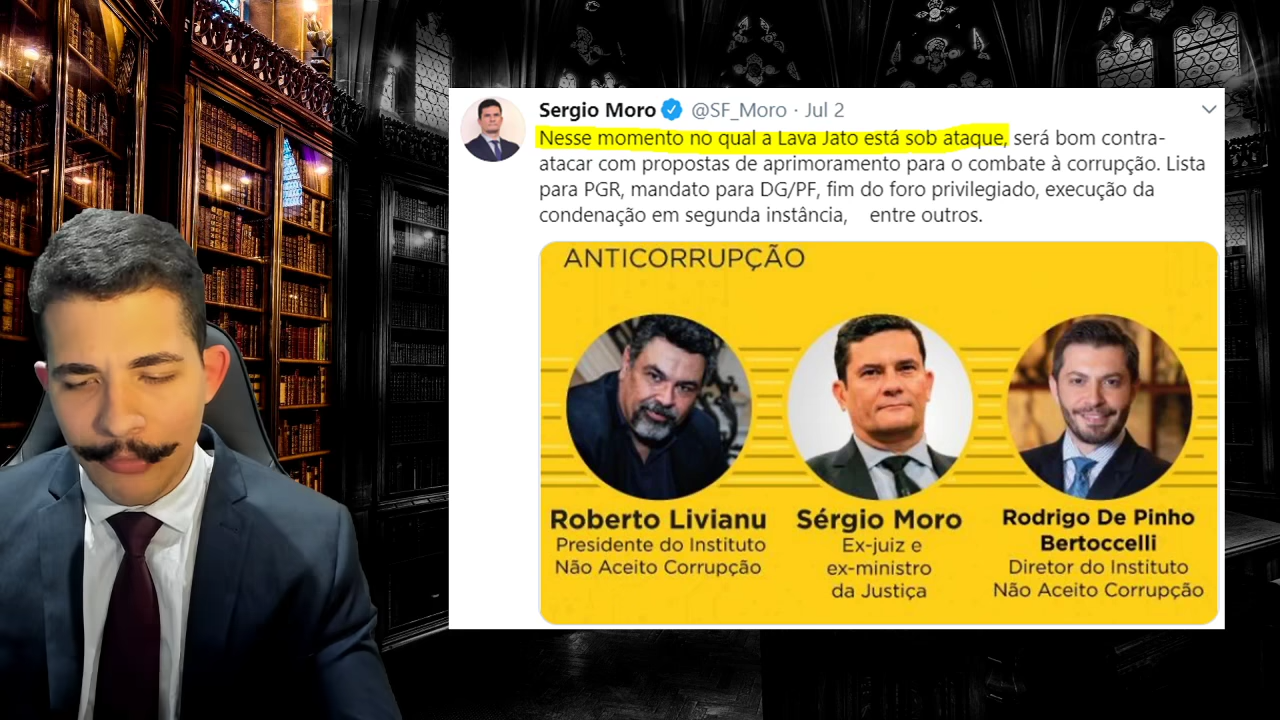 Sergio Moro @SF_Moro · Jul 2
Nesse momento no qual a Lava Jato está sob ataque, será bom contra-
atacar com propostas de aprimoramento para o combate à corrupção. Lista
para PGR, mandato para DG/PF, fim do foro privilegiado, execução da
condenação em segunda instância, entre outros.
ANTICORRUPÇÃO
Roberto Livianu
Presidente do Instituto
Não Aceito Corrupção
Sérgio Moro
Ex-juiz e
ex-ministro
da Justiça
Rodrigo De Pinho
Bertoccelli
Diretor do Instituto
Não Aceito Corrupção